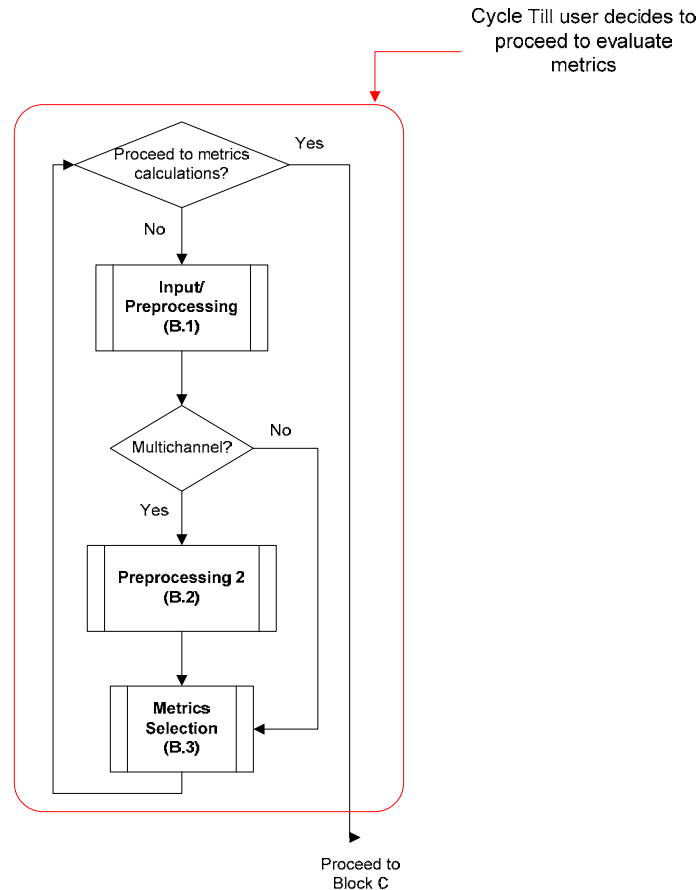 Cycle Till user decides to
proceed to evaluate
metrics
Proceed to metrics
calculations?
Yes
No
Input/
Preprocessing
(B.1)
Multichannel?
No
Yes
Preprocessing 2
(B.2)
Metrics
Selection
(B.3)
Proceed to
Block C